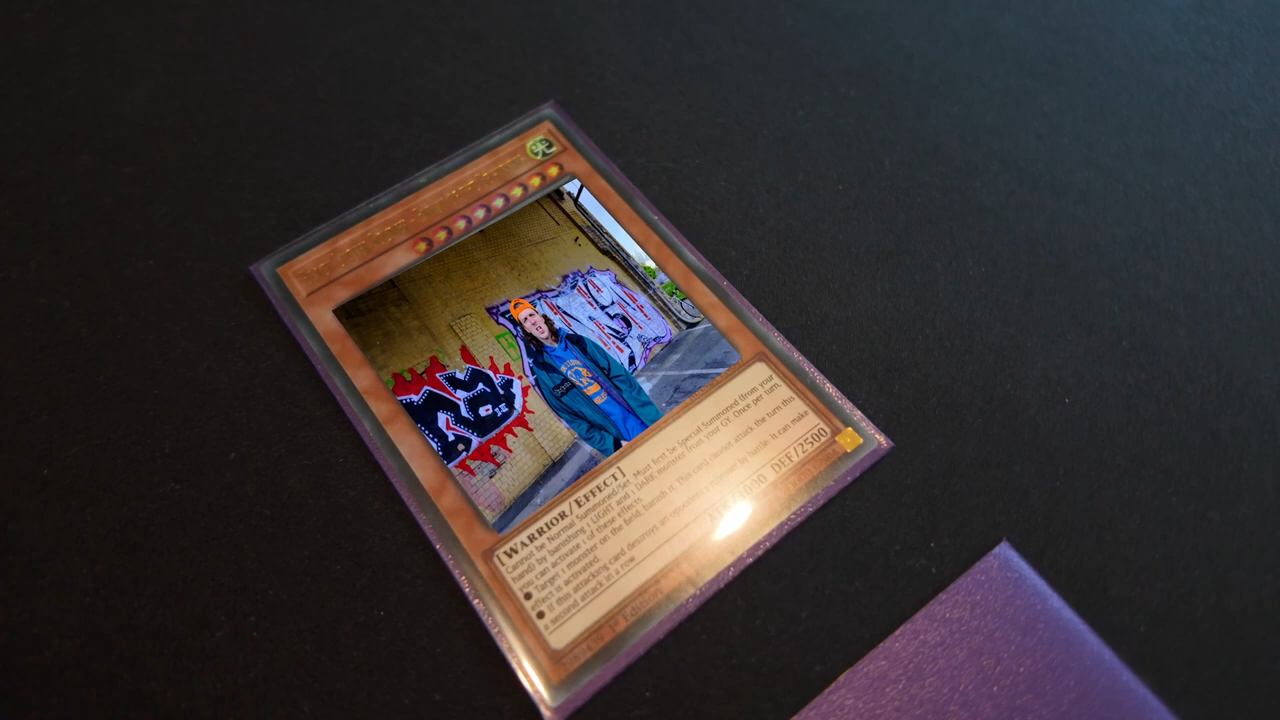 光
[WARRIOR/EFFECT]
Cannot be Normal Summoned/Set. Must first be Special Summoned (from your
hand) by banishing 1 LIGHT and 1 DARK monster from your GY. Once per turn,
you can activate 1 of these effects.
● Target 1 monster on the field, banish it. This card cannot attack the turn this
effect is activated.
● If this attacking card destroys an opponent's monster by battle: It can make
a second attack in a row
DEF/2500
1st Edition